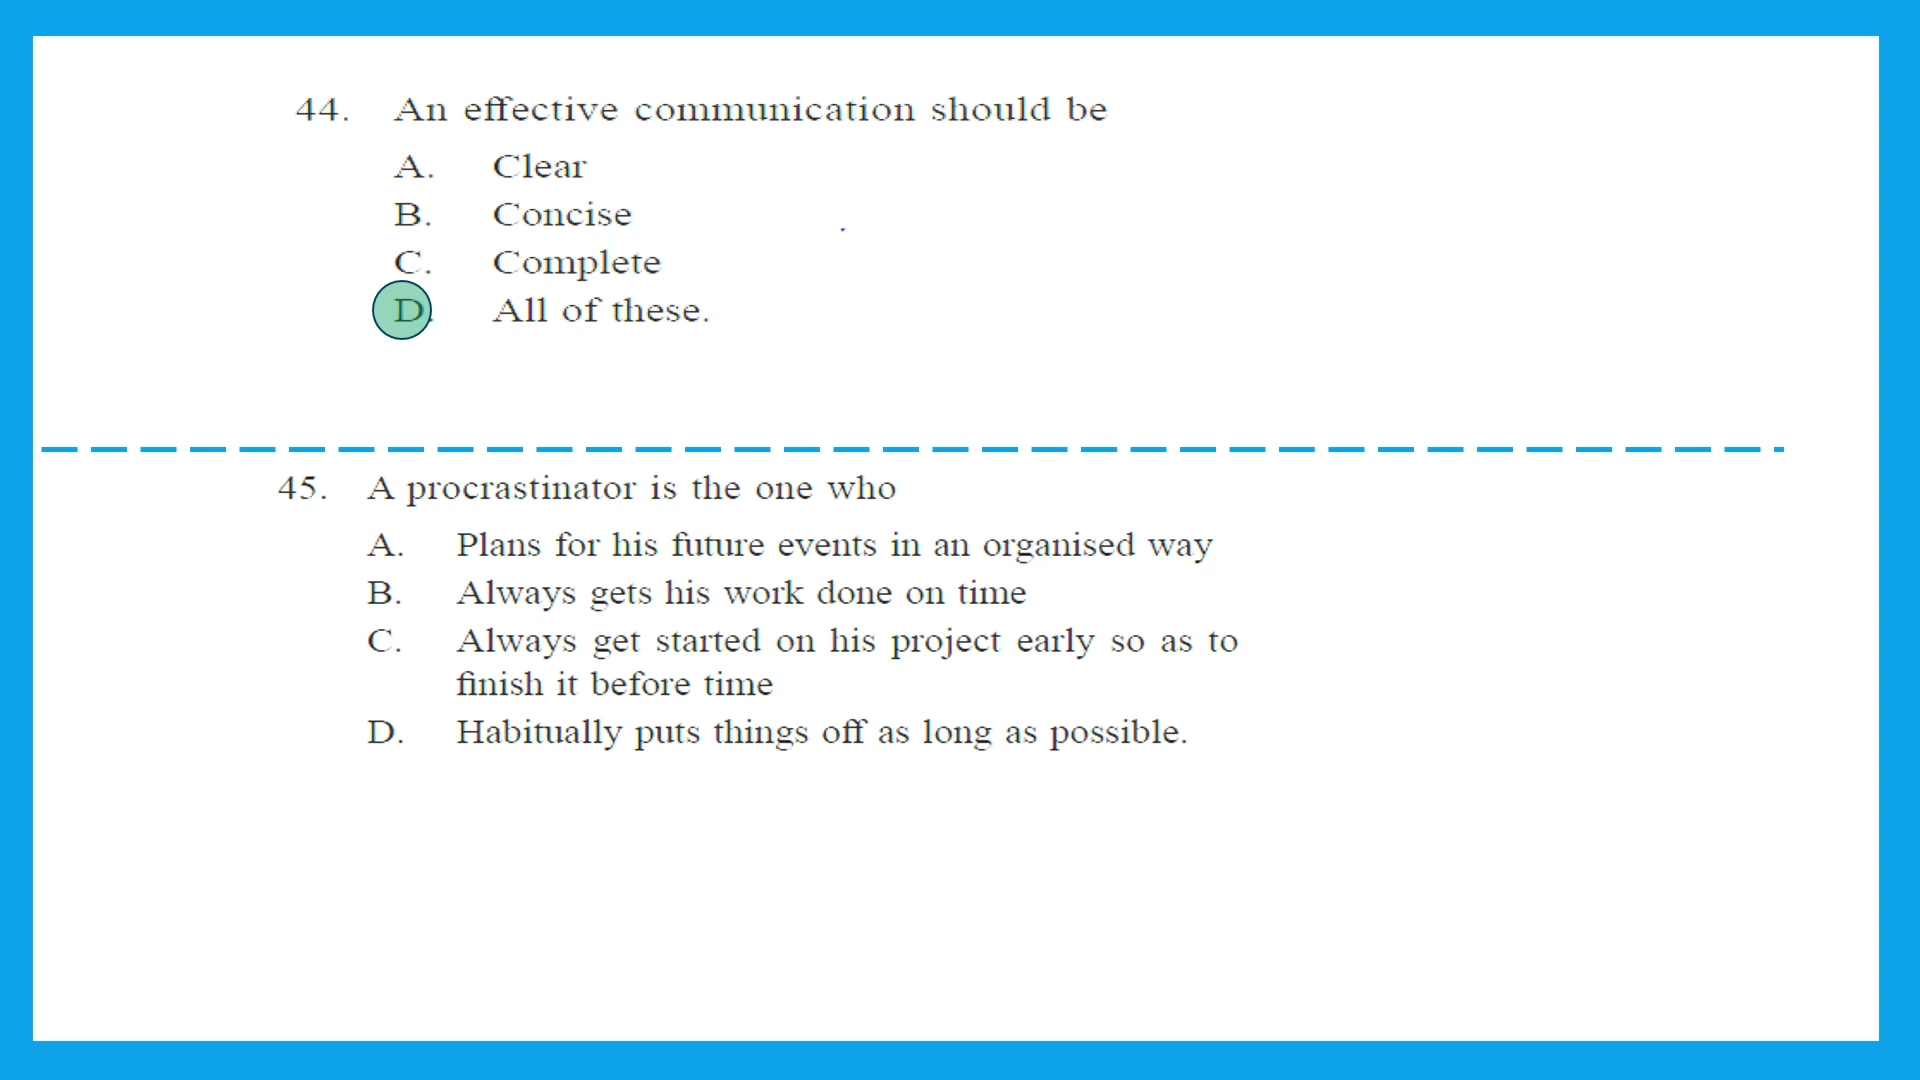 44. An effective communication should be
A. Clear
B. Concise
C. Complete
D. All of these.
45. A procrastinator is the one who
A. Plans for his future events in an organised way
B. Always gets his work done on time
C. Always get started on his project early so as to
finish it before time
D. Habitually puts things off as long as possible.